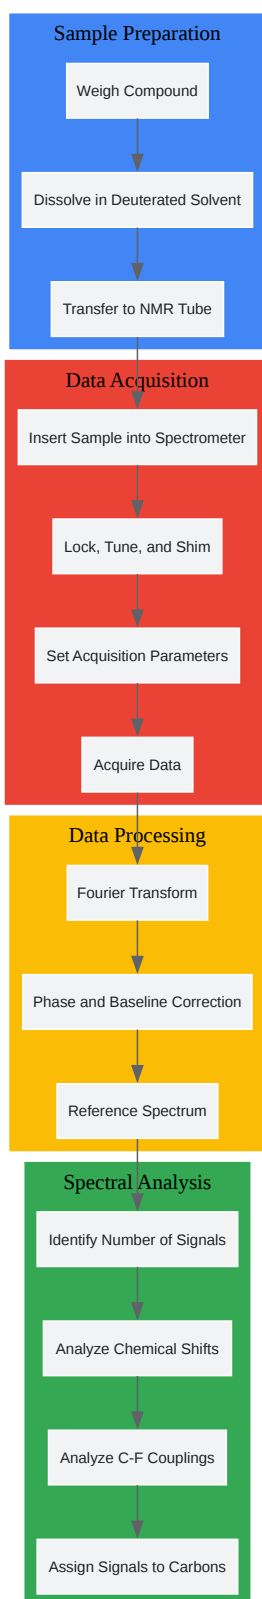 Sample Preparation
Weigh Compound
Dissolve in Deuterated Solvent
Transfer to NMR Tube
Data Acquisition
Insert Sample into Spectrometer
Lock, Tune, and Shim
Set Acquisition Parameters
Acquire Data
Data Processing
Fourier Transform
Phase and Baseline Correction
Reference Spectrum
Spectral Analysis
Identify Number of Signals
Analyze Chemical Shifts
Analyze C-F Couplings
Assign Signals to Carbons